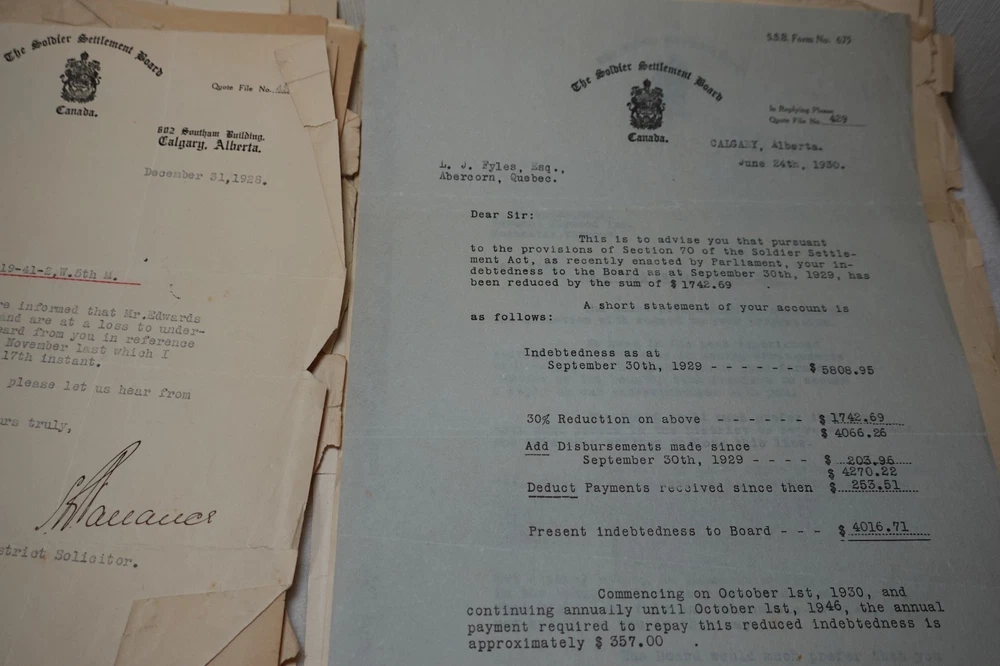 The Soldier Settlement Board
Canada.
Quote File No.
802 Southam Building.
Calgary, Alberta.
December 31,1928.
19-41-2.W.5th M.
re informed that Mr.Edwards
and are at a loss to under-
eard from you in reference
November last which I
17th instant.
please let us hear from
urs truly,
strict Solicitor.
S.S.B. Form No. 675
The Soldier Settlement Board
Canada.
In Replying Please
Quote File No. 429
CALGARY, Alberta.
June 24th, 1930.
L. J. Fyles, Esq.,
Abercorn, Quebec.
Dear Sir:
This is to advise you that pursuant
to the provisions of Section 70 of the Soldier Settle-
ment Act, as recently enacted by Parliament, your in-
debtedness to the Board as at September 30th, 1929, has
been reduced by the sum of $ 1742.69 .
A short statement of your account is
as follows:
Indebtedness as at
September 30th, 1929 - - - - - - $ 5808.95
30% Reduction on above - - - - - - $ 1742.69
$ 4066.26
Add Disbursements made since
September 30th, 1929 - - - - $ 203.96
$ 4270.22
Deduct Payments received since then $ 253.51
Present indebtedness to Board - - - $ 4016.71
Commencing on October 1st, 1930, and
continuing annually until October 1st, 1946, the annual
payment required to repay this reduced indebtedness is
approximately $ 357.00 .